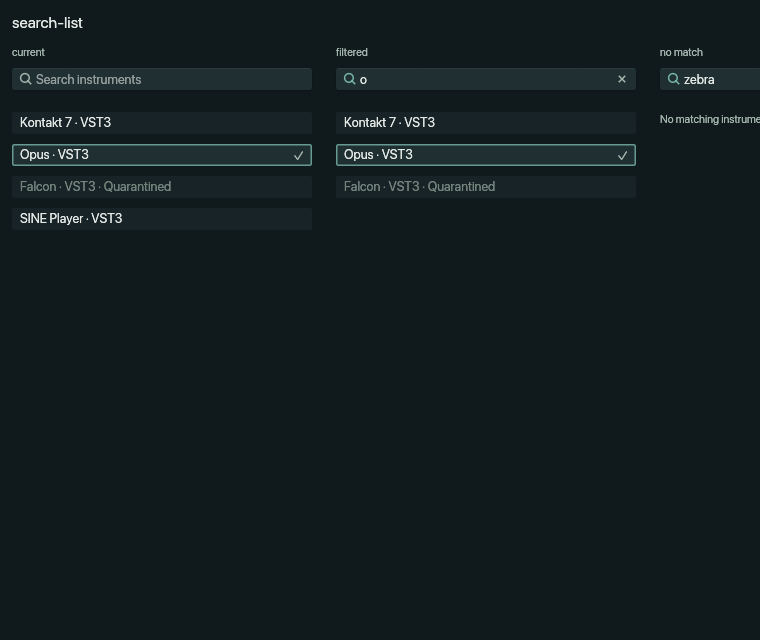 search-list
current
Search instruments
Kontakt 7 · VST3
Opus · VST3
Falcon · VST3 · Quarantined
SINE Player · VST3
filtered
o
Kontakt 7 · VST3
Opus · VST3
Falcon · VST3 · Quarantined
no match
zebra
No matching instrume